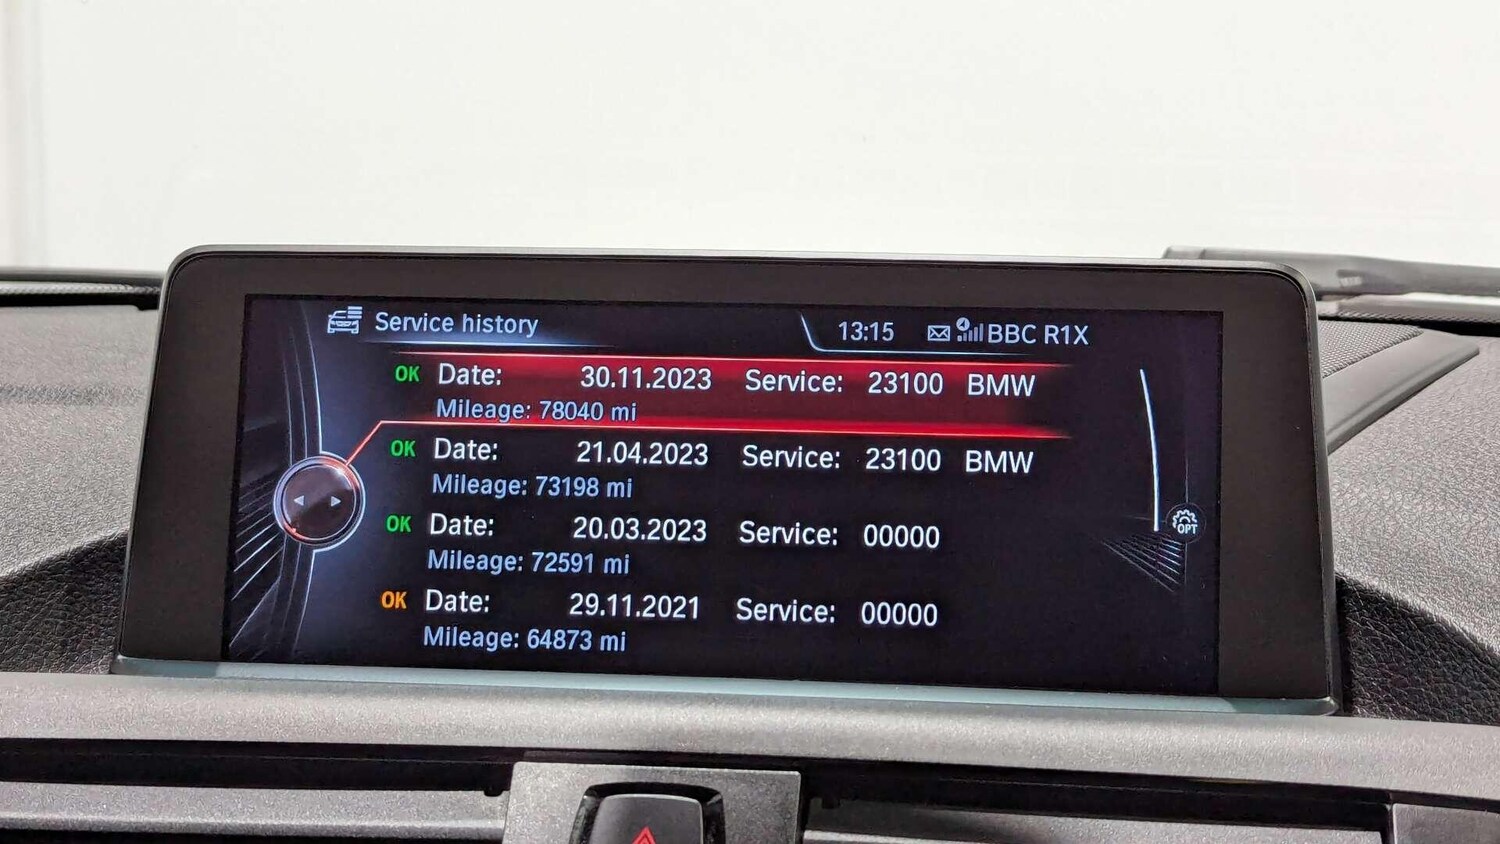 Service history 13:15 BBC R1X
OK Date: 30.11.2023 Service: 23100 BMW
Mileage: 78040 mi
OK Date: 21.04.2023 Service: 23100 BMW
Mileage: 73198 mi
OK Date: 20.03.2023 Service: 00000
Mileage: 72591 mi
OPT
OK Date: 29.11.2021 Service: 00000
Mileage: 64873 mi